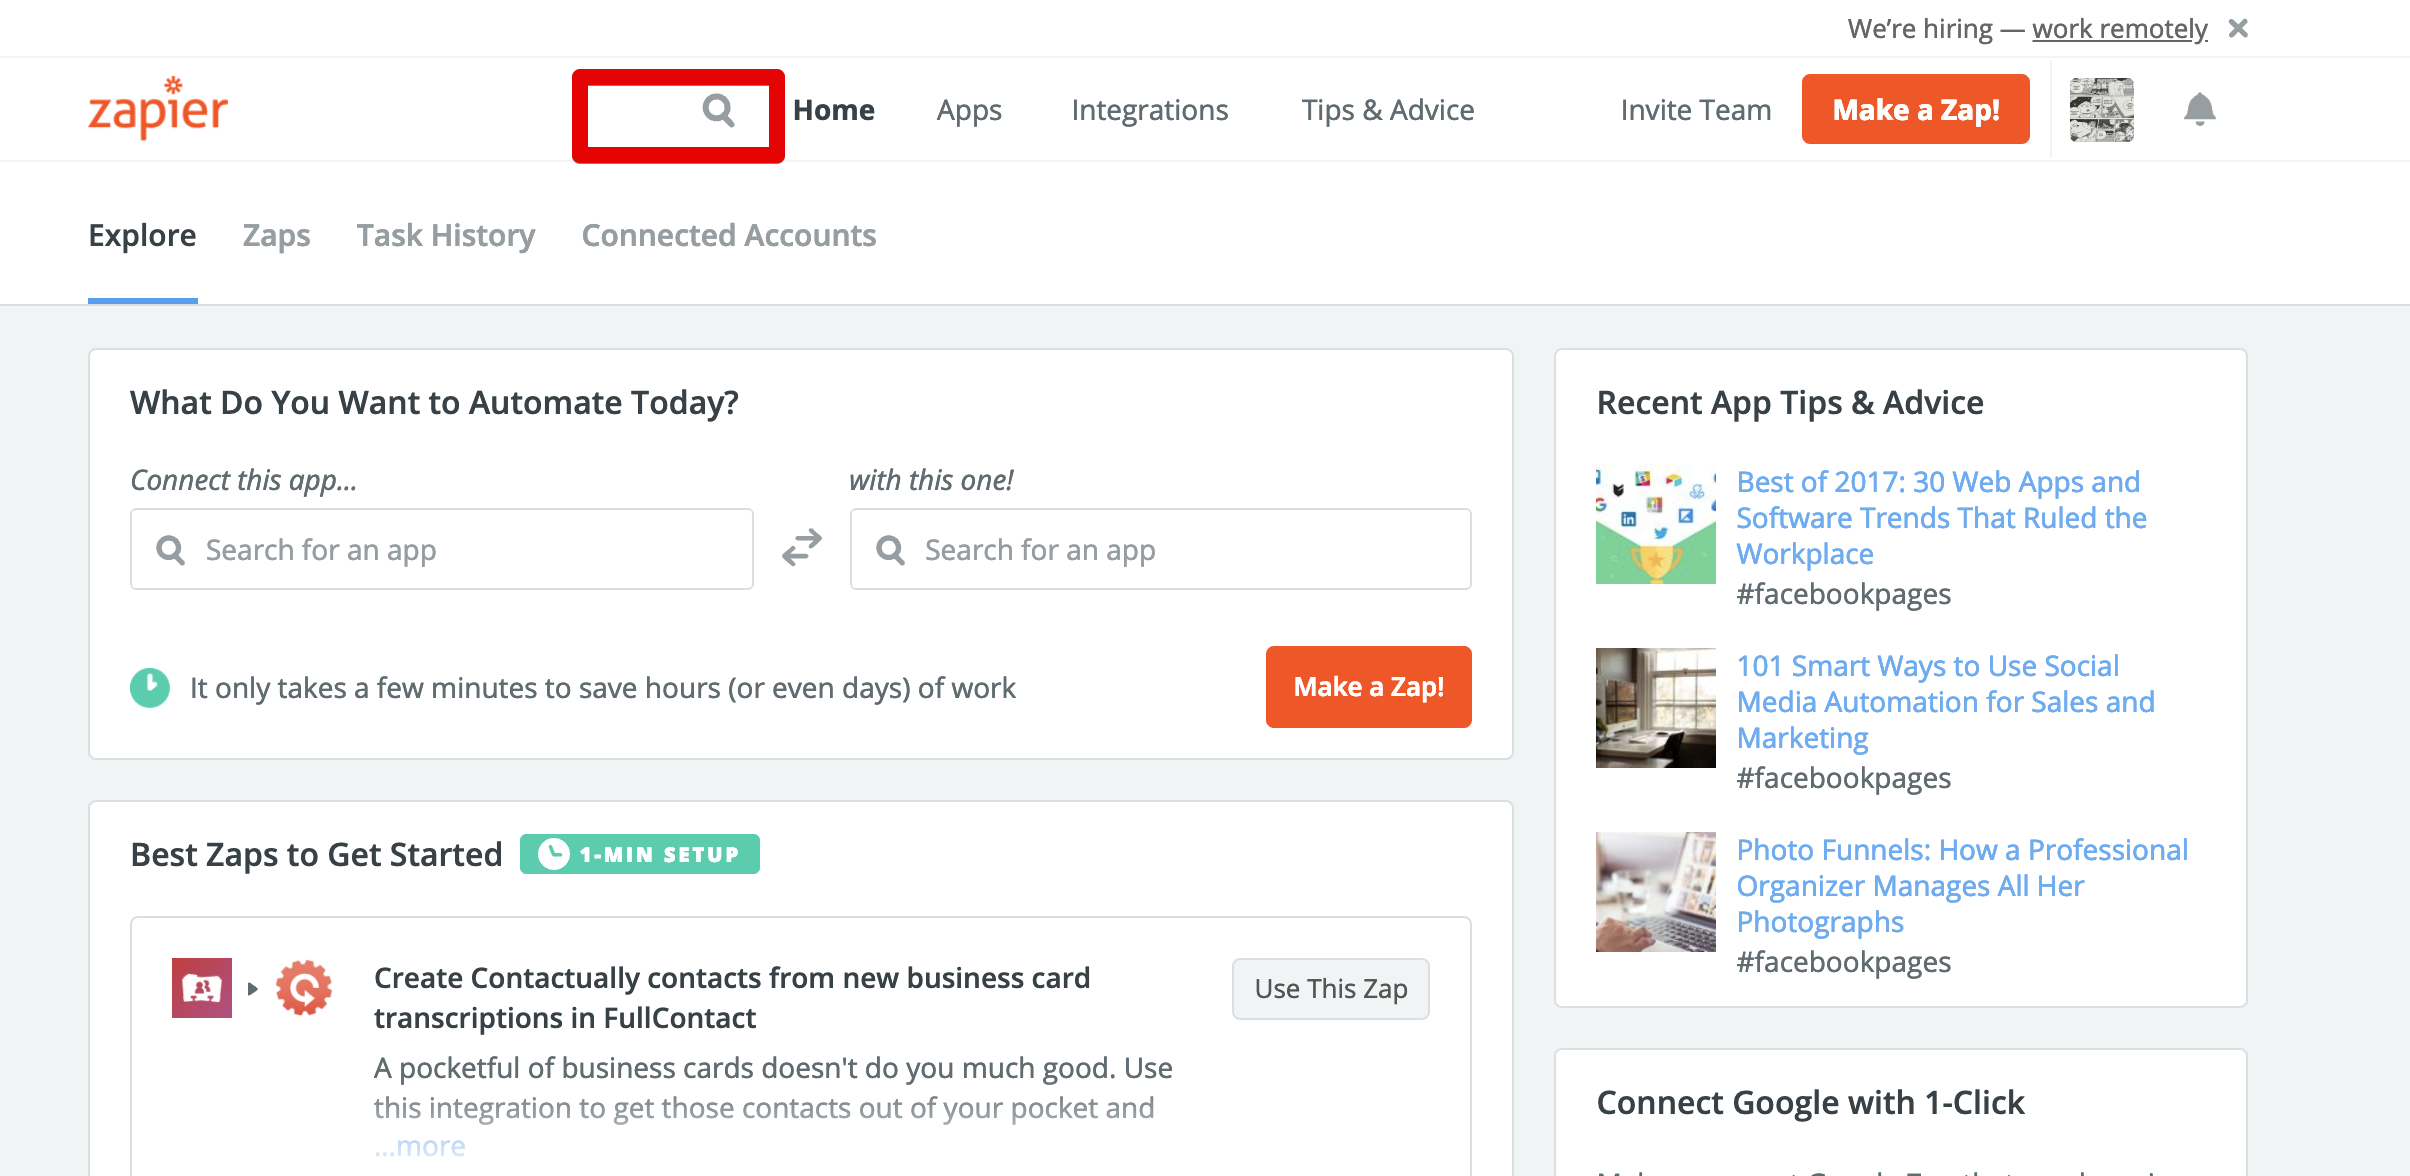 We're hiring — work remotely
zapier
Home Apps Integrations Tips & Advice Invite Team Make a Zap!
Explore Zaps Task History Connected Accounts
What Do You Want to Automate Today?
Connect this app... with this one!
Search for an app Search for an app
It only takes a few minutes to save hours (or even days) of work Make a Zap!
Best Zaps to Get Started 1-MIN SETUP
Create Contactually contacts from new business card
transcriptions in FullContact
Use This Zap
A pocketful of business cards doesn't do you much good. Use
this integration to get those contacts out of your pocket and
...more
Recent App Tips & Advice
Best of 2017: 30 Web Apps and
Software Trends That Ruled the
Workplace
#facebookpages
101 Smart Ways to Use Social
Media Automation for Sales and
Marketing
#facebookpages
Photo Funnels: How a Professional
Organizer Manages All Her
Photographs
#facebookpages
Connect Google with 1-Click